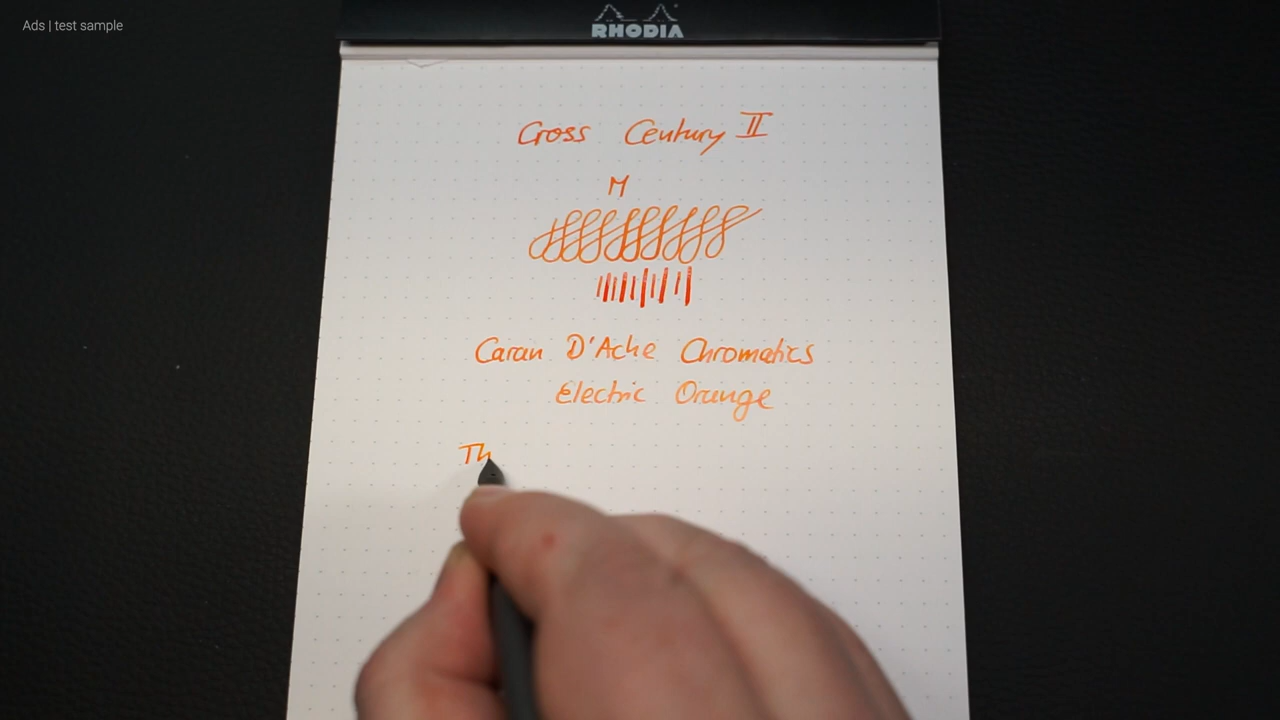 Ads | test sample
RHODIA
Cross Century II
M
Caran D'Ache Chromatics
Electric Orange
Th